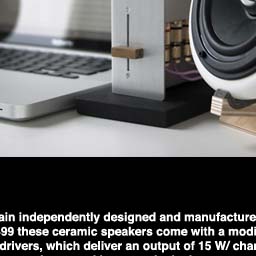 ain independently designed and manufacture
99 these ceramic speakers come with a modi
drivers, which deliver an output of 15 W/ cha